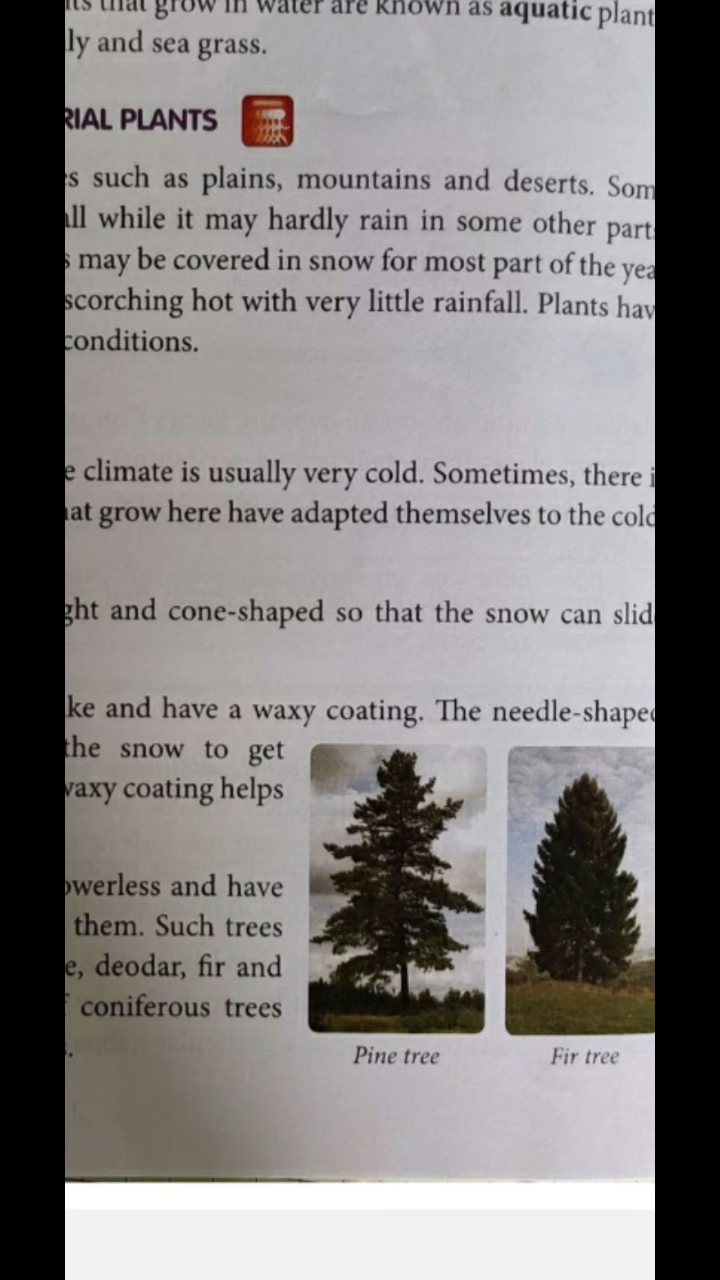 that grow in water are known as aquatic plant
ly and sea grass.
RIAL PLANTS
s such as plains, mountains and deserts. Som
all while it may hardly rain in some other part
s may be covered in snow for most part of the yea
scorching hot with very little rainfall. Plants hav
conditions.
e climate is usually very cold. Sometimes, there i
at grow here have adapted themselves to the cold
ght and cone-shaped so that the snow can slid
ke and have a waxy coating. The needle-shaped
the snow to get
waxy coating helps
owerless and have
them. Such trees
e, deodar, fir and
coniferous trees
Pine tree
Fir tree